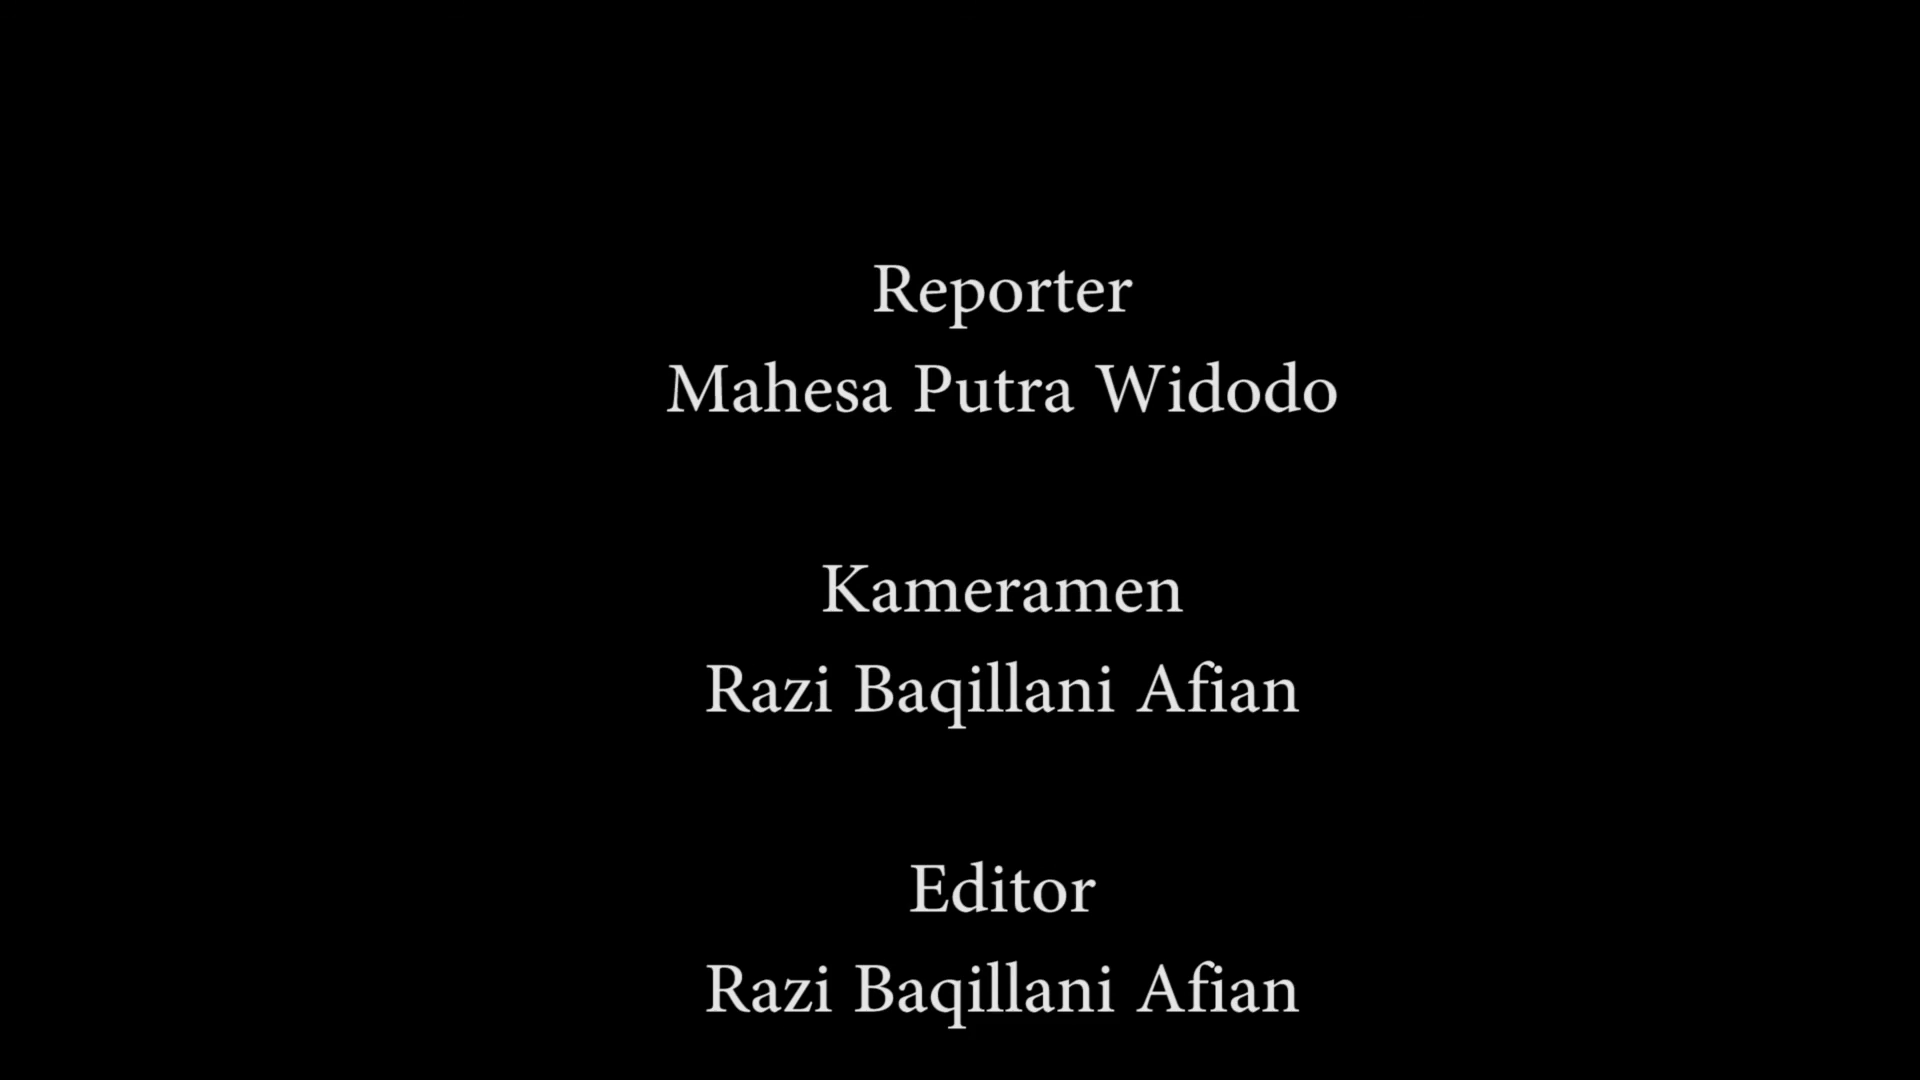 Reporter
Mahesa Putra Widodo
Kameramen
Razi Baqillani Afian
Editor
Razi Baqillani Afian